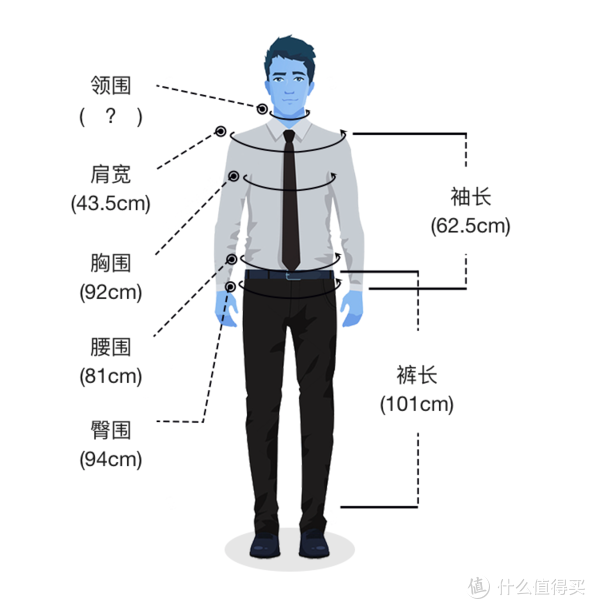 领围
( ? )
肩宽
(43.5cm)
胸围
(92cm)
腰围
(81cm)
臀围
(94cm)
袖长
(62.5cm)
裤长
(101cm)
值 什么值得买